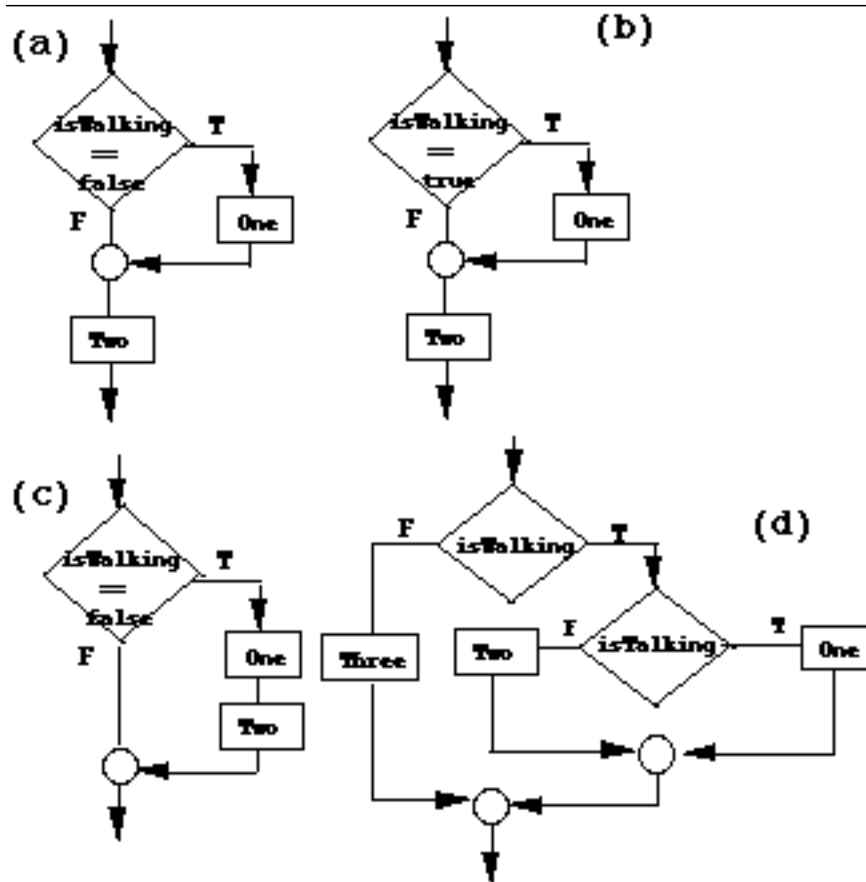 (a)
isWalking
==
false
T
F
One
Two
(b)
isWalking
==
true
T
F
One
Two
(c)
isWalking
==
false
T
F
One
Two
(d)
isWalking
F
T
Three
isTalking
F
T
Two
One